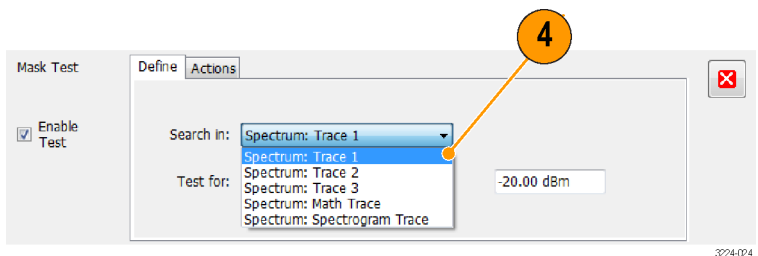 4
Mask Test
Define Actions
Enable
Test
Search in: Spectrum: Trace 1
Spectrum: Trace 1
Spectrum: Trace 2
Test for: -20.00 dBm
Spectrum: Trace 3
Spectrum: Math Trace
Spectrum: Spectrogram Trace
3224-024